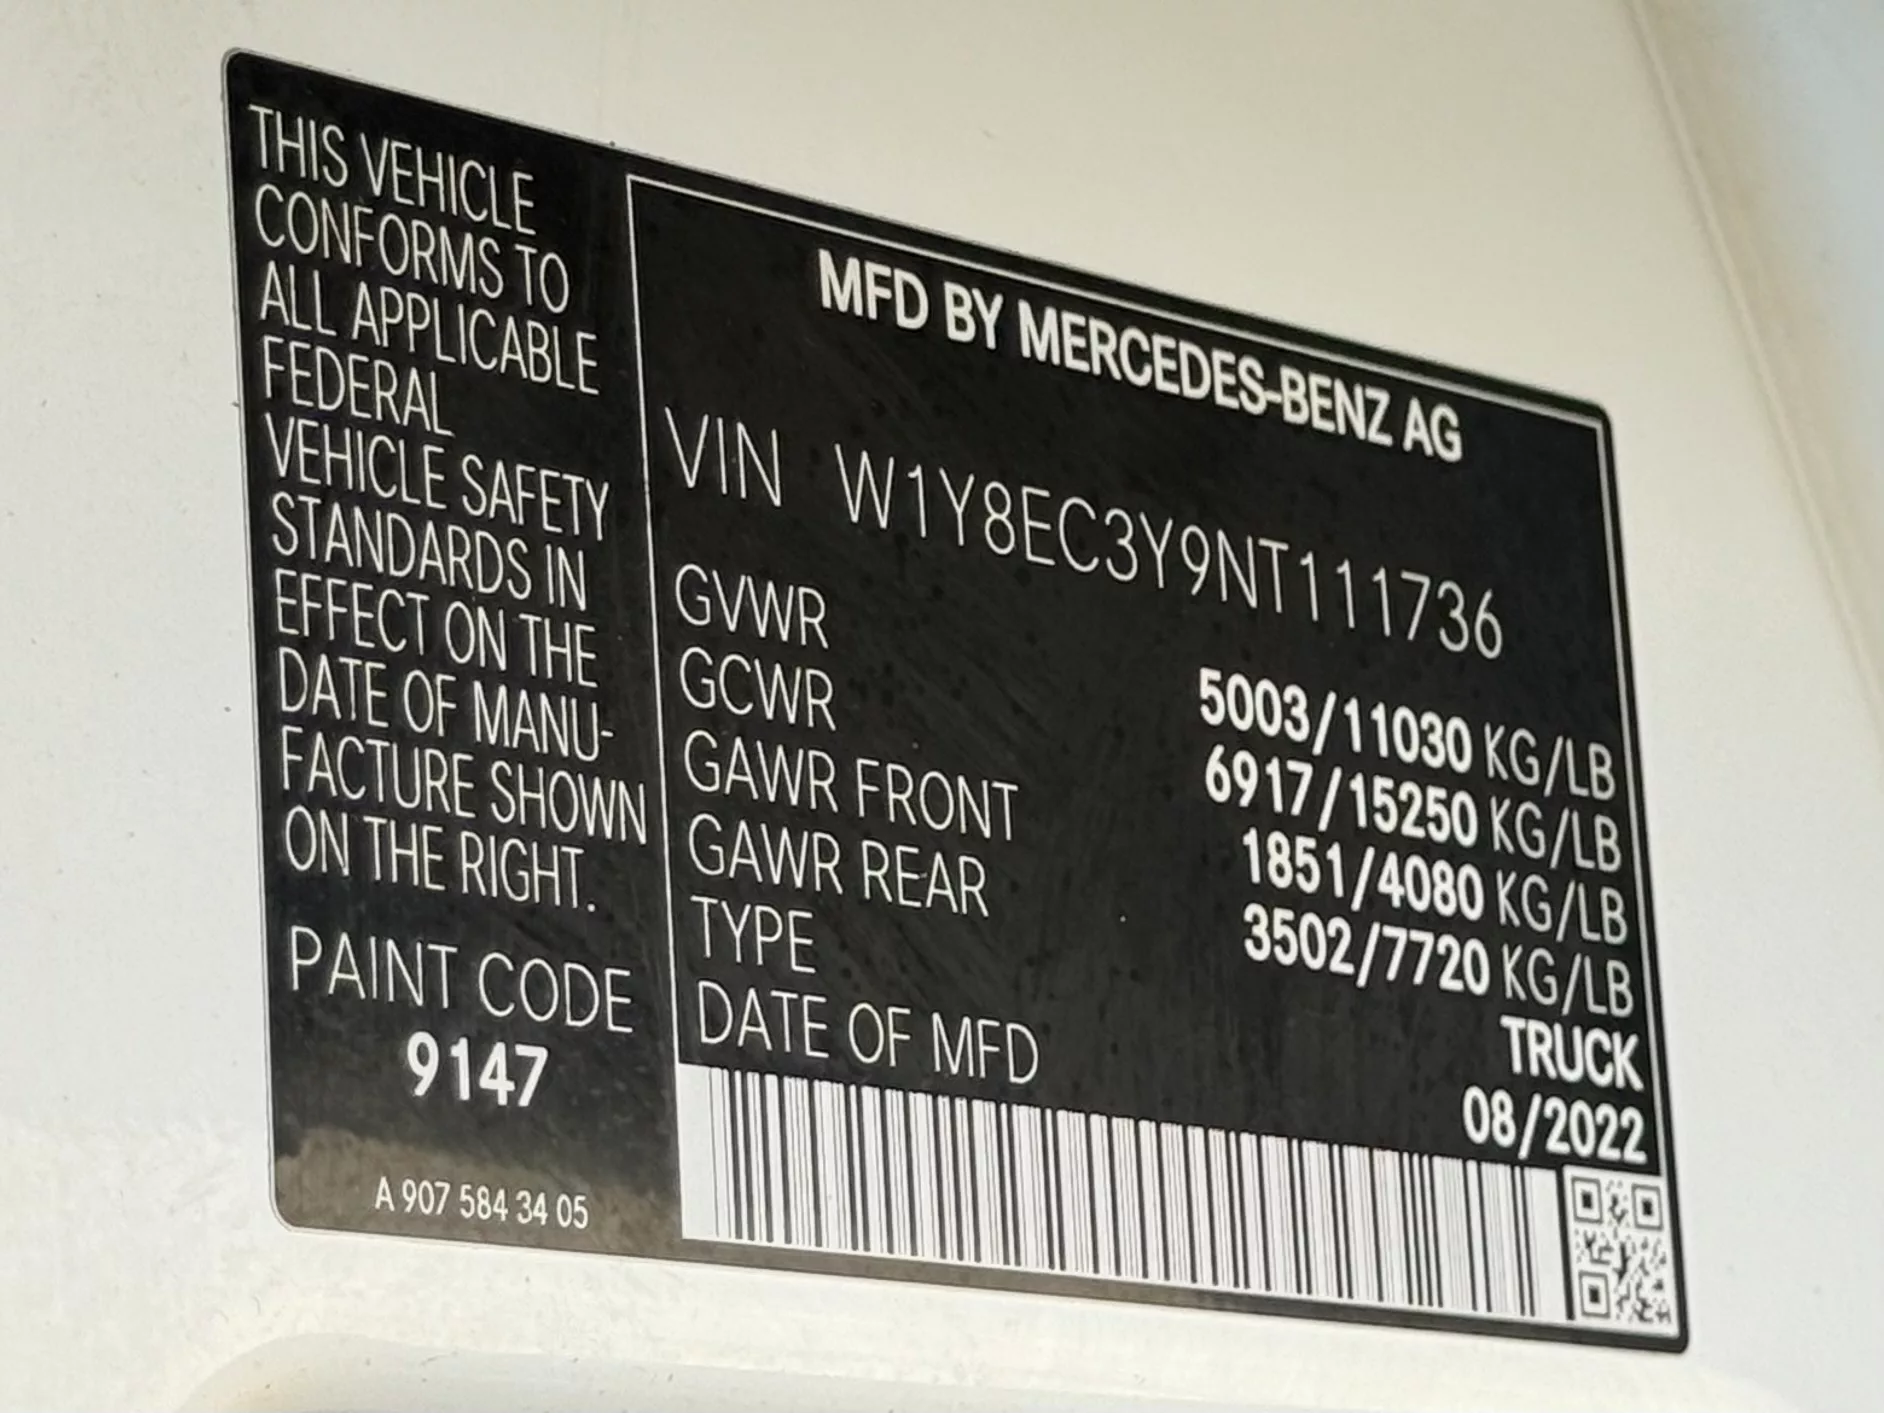 THIS VEHICLE
CONFORMS TO
ALL APPLICABLE
FEDERAL
VEHICLE SAFETY
STANDARDS IN
EFFECT ON THE
DATE OF MANU-
FACTURE SHOWN
ON THE RIGHT.
PAINT CODE
9147
A 907 584 34 05
MFD BY MERCEDES-BENZ AG
VIN W1Y8EC3Y9NT111736
GVWR 5003/11030 KG/LB
GCWR 6917/15250 KG/LB
GAWR FRONT 1851/4080 KG/LB
GAWR REAR 3502/7720 KG/LB
TYPE TRUCK
DATE OF MFD 08/2022